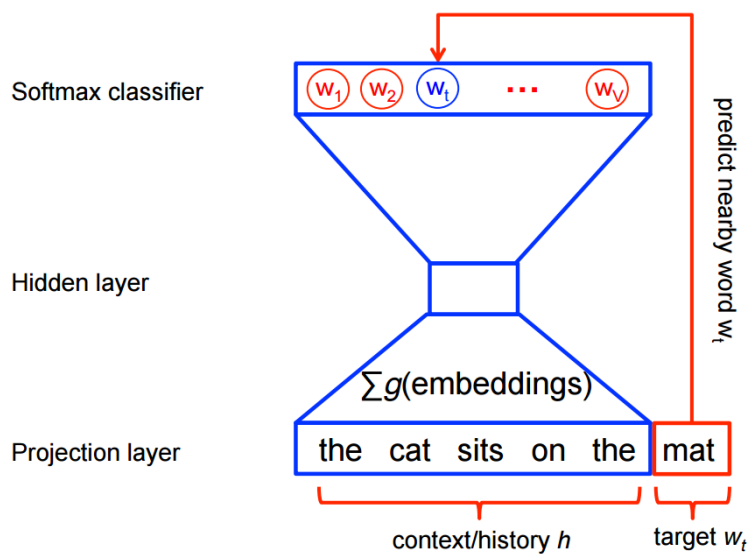 Softmax classifier
w1 w2 wt ... wV
predict nearby word wt
Hidden layer
∑g(embeddings)
Projection layer
the cat sits on the mat
context/history h
target wt